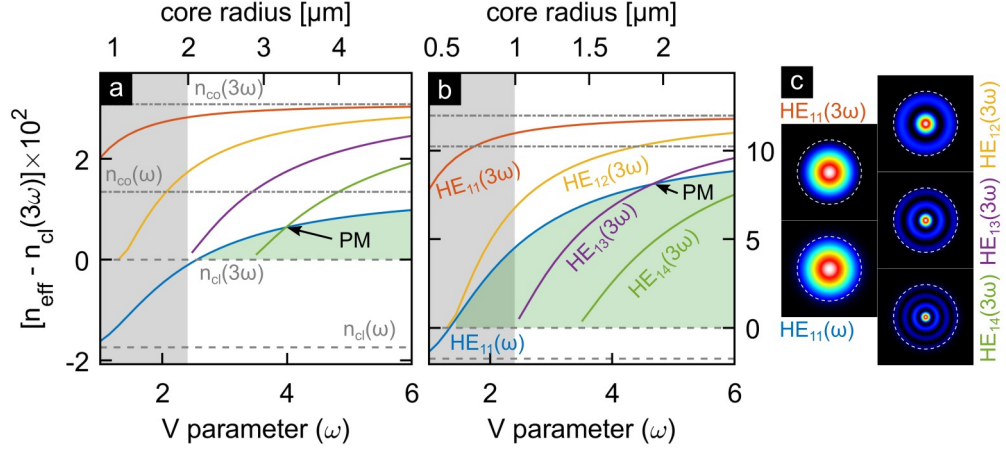 core radius [µm]
1 2 3 4
a
n_co(3ω)
n_co(ω)
PM
n_cl(3ω)
n_cl(ω)
2
0
-2
[n_eff - n_cl(3ω)]×10²
2 4 6
V parameter (ω)
core radius [µm]
0.5 1 1.5 2
b
HE₁₁(3ω)
HE₁₂(3ω)
PM
HE₁₃(3ω)
HE₁₄(3ω)
HE₁₁(ω)
10
5
0
2 4 6
V parameter (ω)
c
HE₁₁(3ω)
HE₁₁(ω)
HE₁₂(3ω)
HE₁₃(3ω)
HE₁₄(3ω)